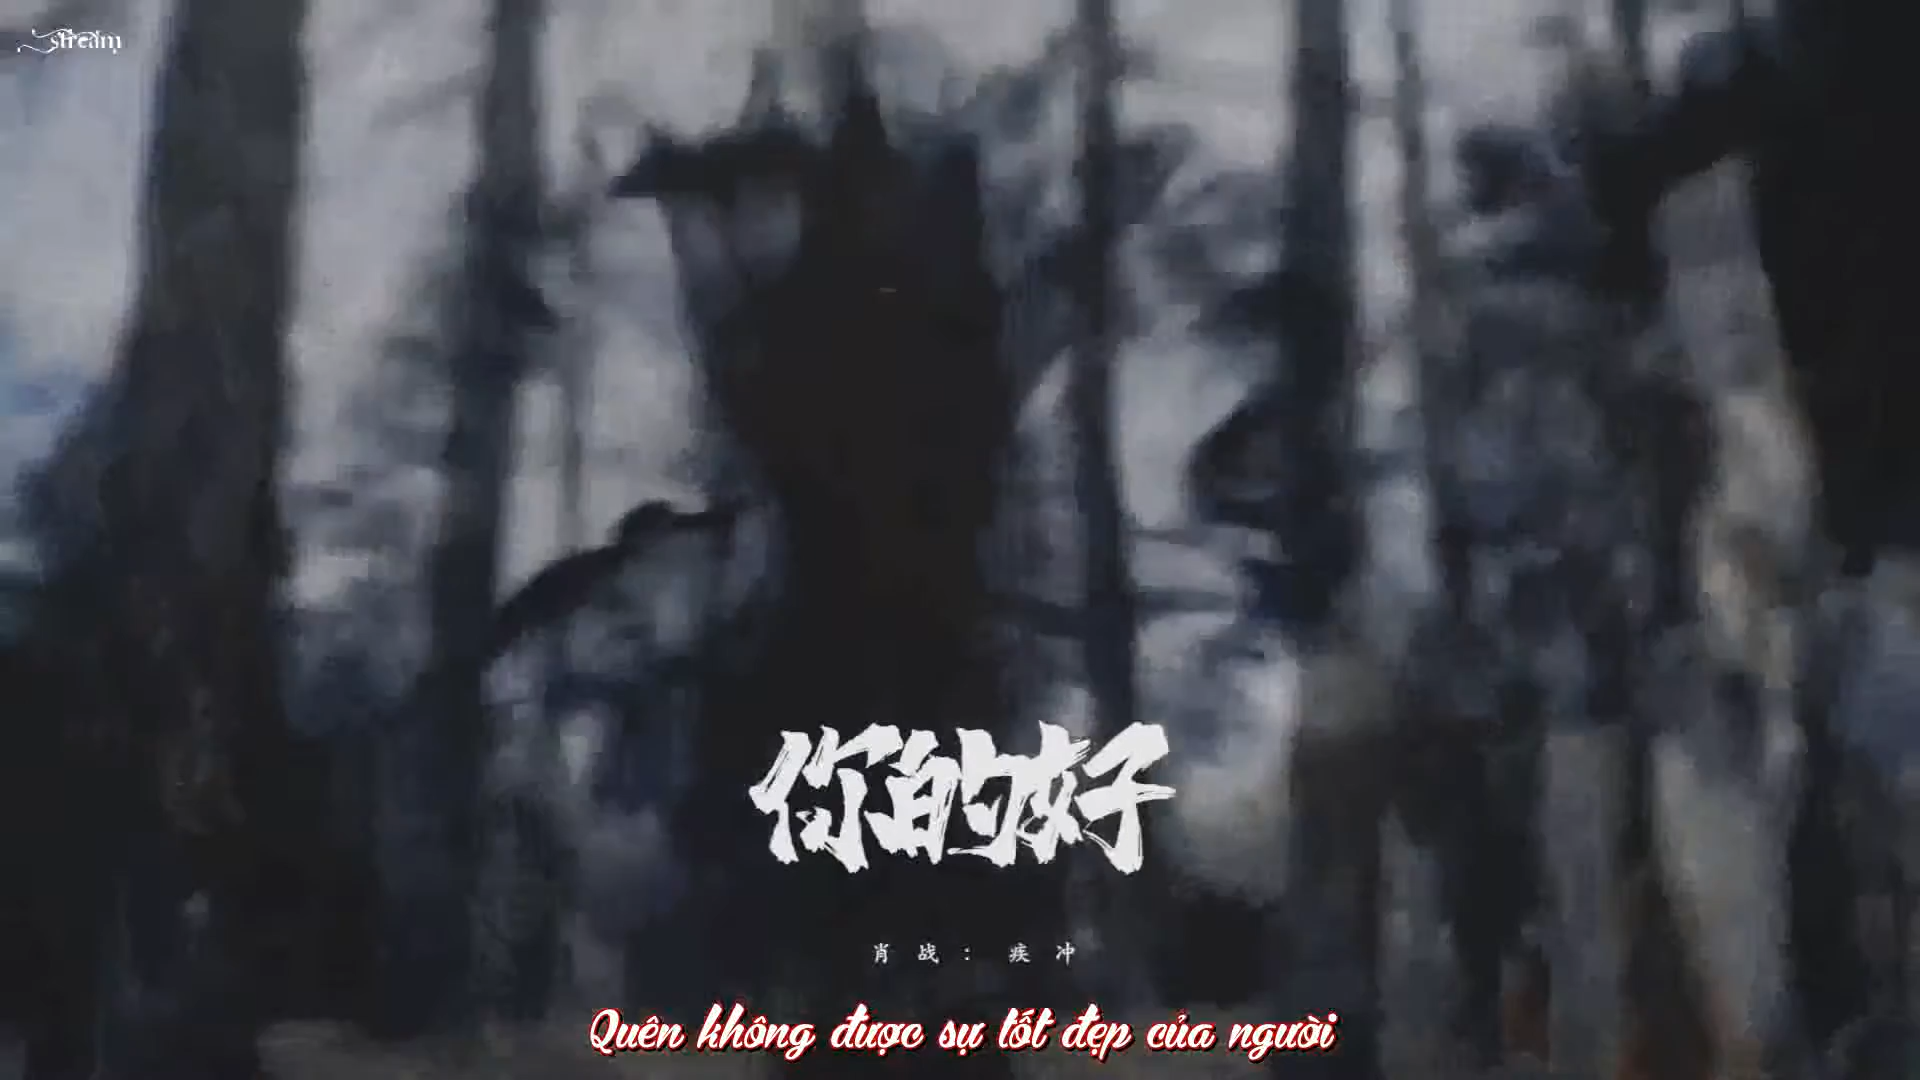 stream
你的好
肖战：疾冲
Quên không được sự tốt đẹp của người